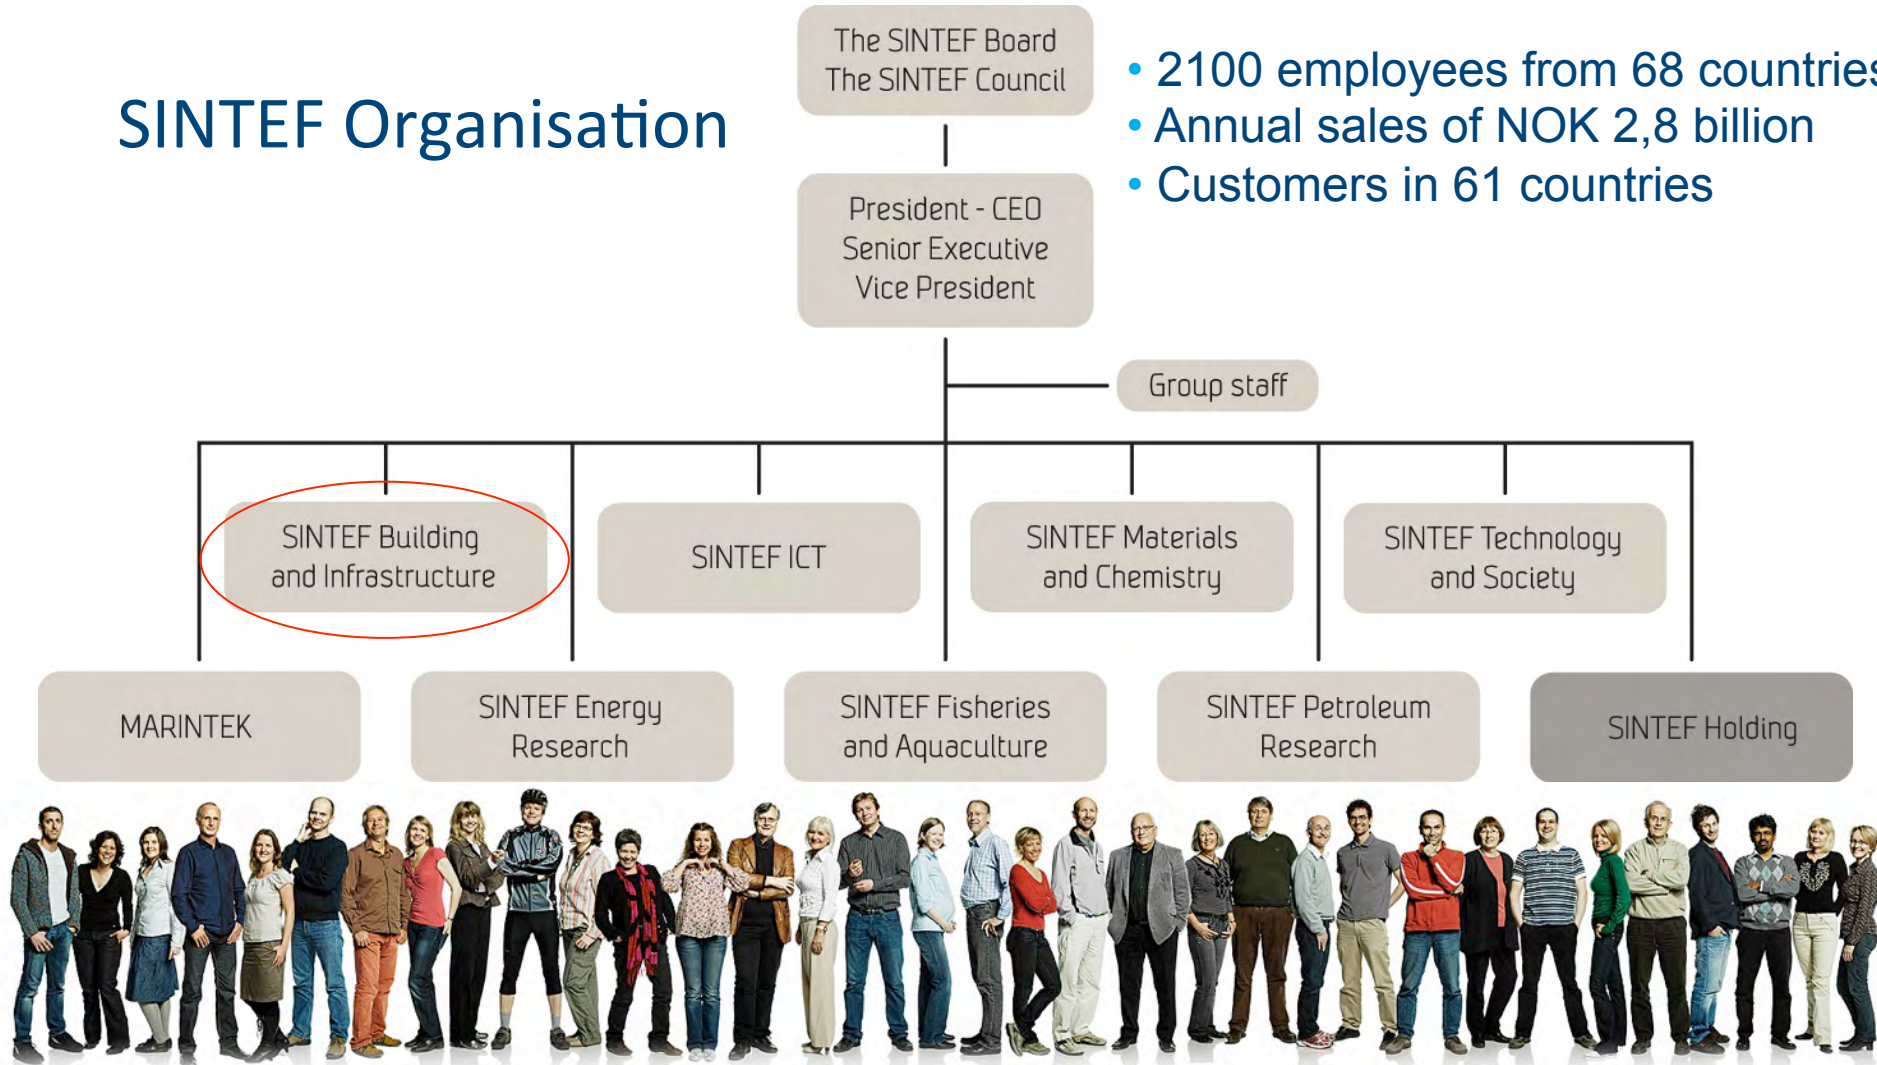 SINTEF Organisation
The SINTEF Board
The SINTEF Council
• 2100 employees from 68 countries
• Annual sales of NOK 2,8 billion
• Customers in 61 countries
President - CEO
Senior Executive
Vice President
Group staff
SINTEF Building
and Infrastructure
SINTEF ICT
SINTEF Materials
and Chemistry
SINTEF Technology
and Society
MARINTEK
SINTEF Energy
Research
SINTEF Fisheries
and Aquaculture
SINTEF Petroleum
Research
SINTEF Holding